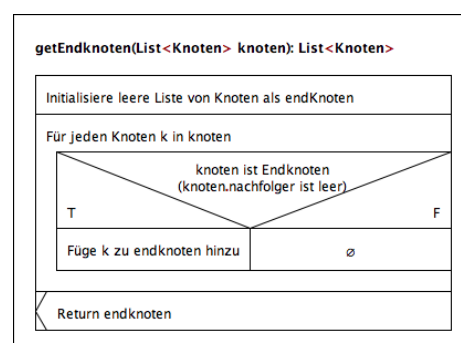 getEndknoten(List<Knoten> knoten): List<Knoten>
Initialisiere leere Liste von Knoten als endKnoten
Für jeden Knoten k in knoten
knoten ist Endknoten
(knoten.nachfolger ist leer)
T F
Füge k zu endknoten hinzu ∅
Return endknoten